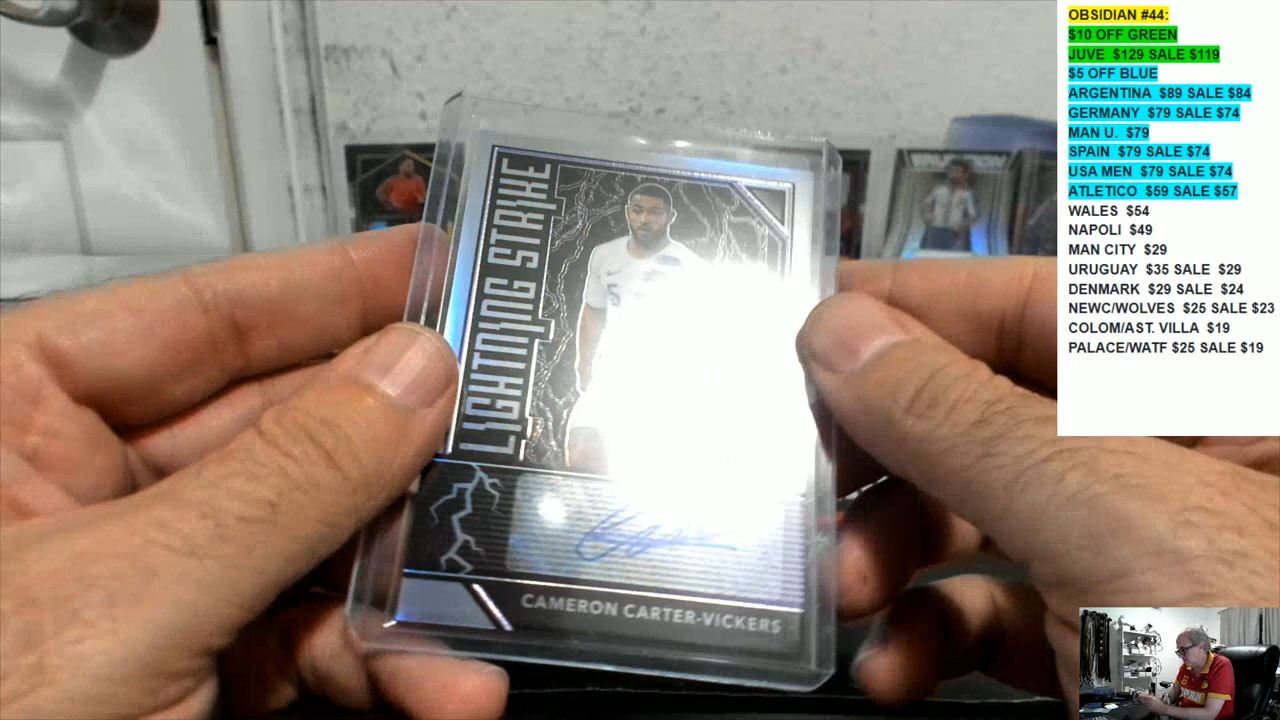 LIGHTNING STRIKE
5
CAMERON CARTER-VICKERS
OBSIDIAN #44:
$10 OFF GREEN
JUVE $129 SALE $119
$5 OFF BLUE
ARGENTINA $89 SALE $84
GERMANY $79 SALE $74
MAN U. $79
SPAIN $79 SALE $74
USA MEN $79 SALE $74
ATLETICO $59 SALE $57
WALES $54
NAPOLI $49
MAN CITY $29
URUGUAY $35 SALE $29
DENMARK $29 SALE $24
NEWC/WOLVES $25 SALE $23
COLOM/AST. VILLA $19
PALACE/WATF $25 SALE $19